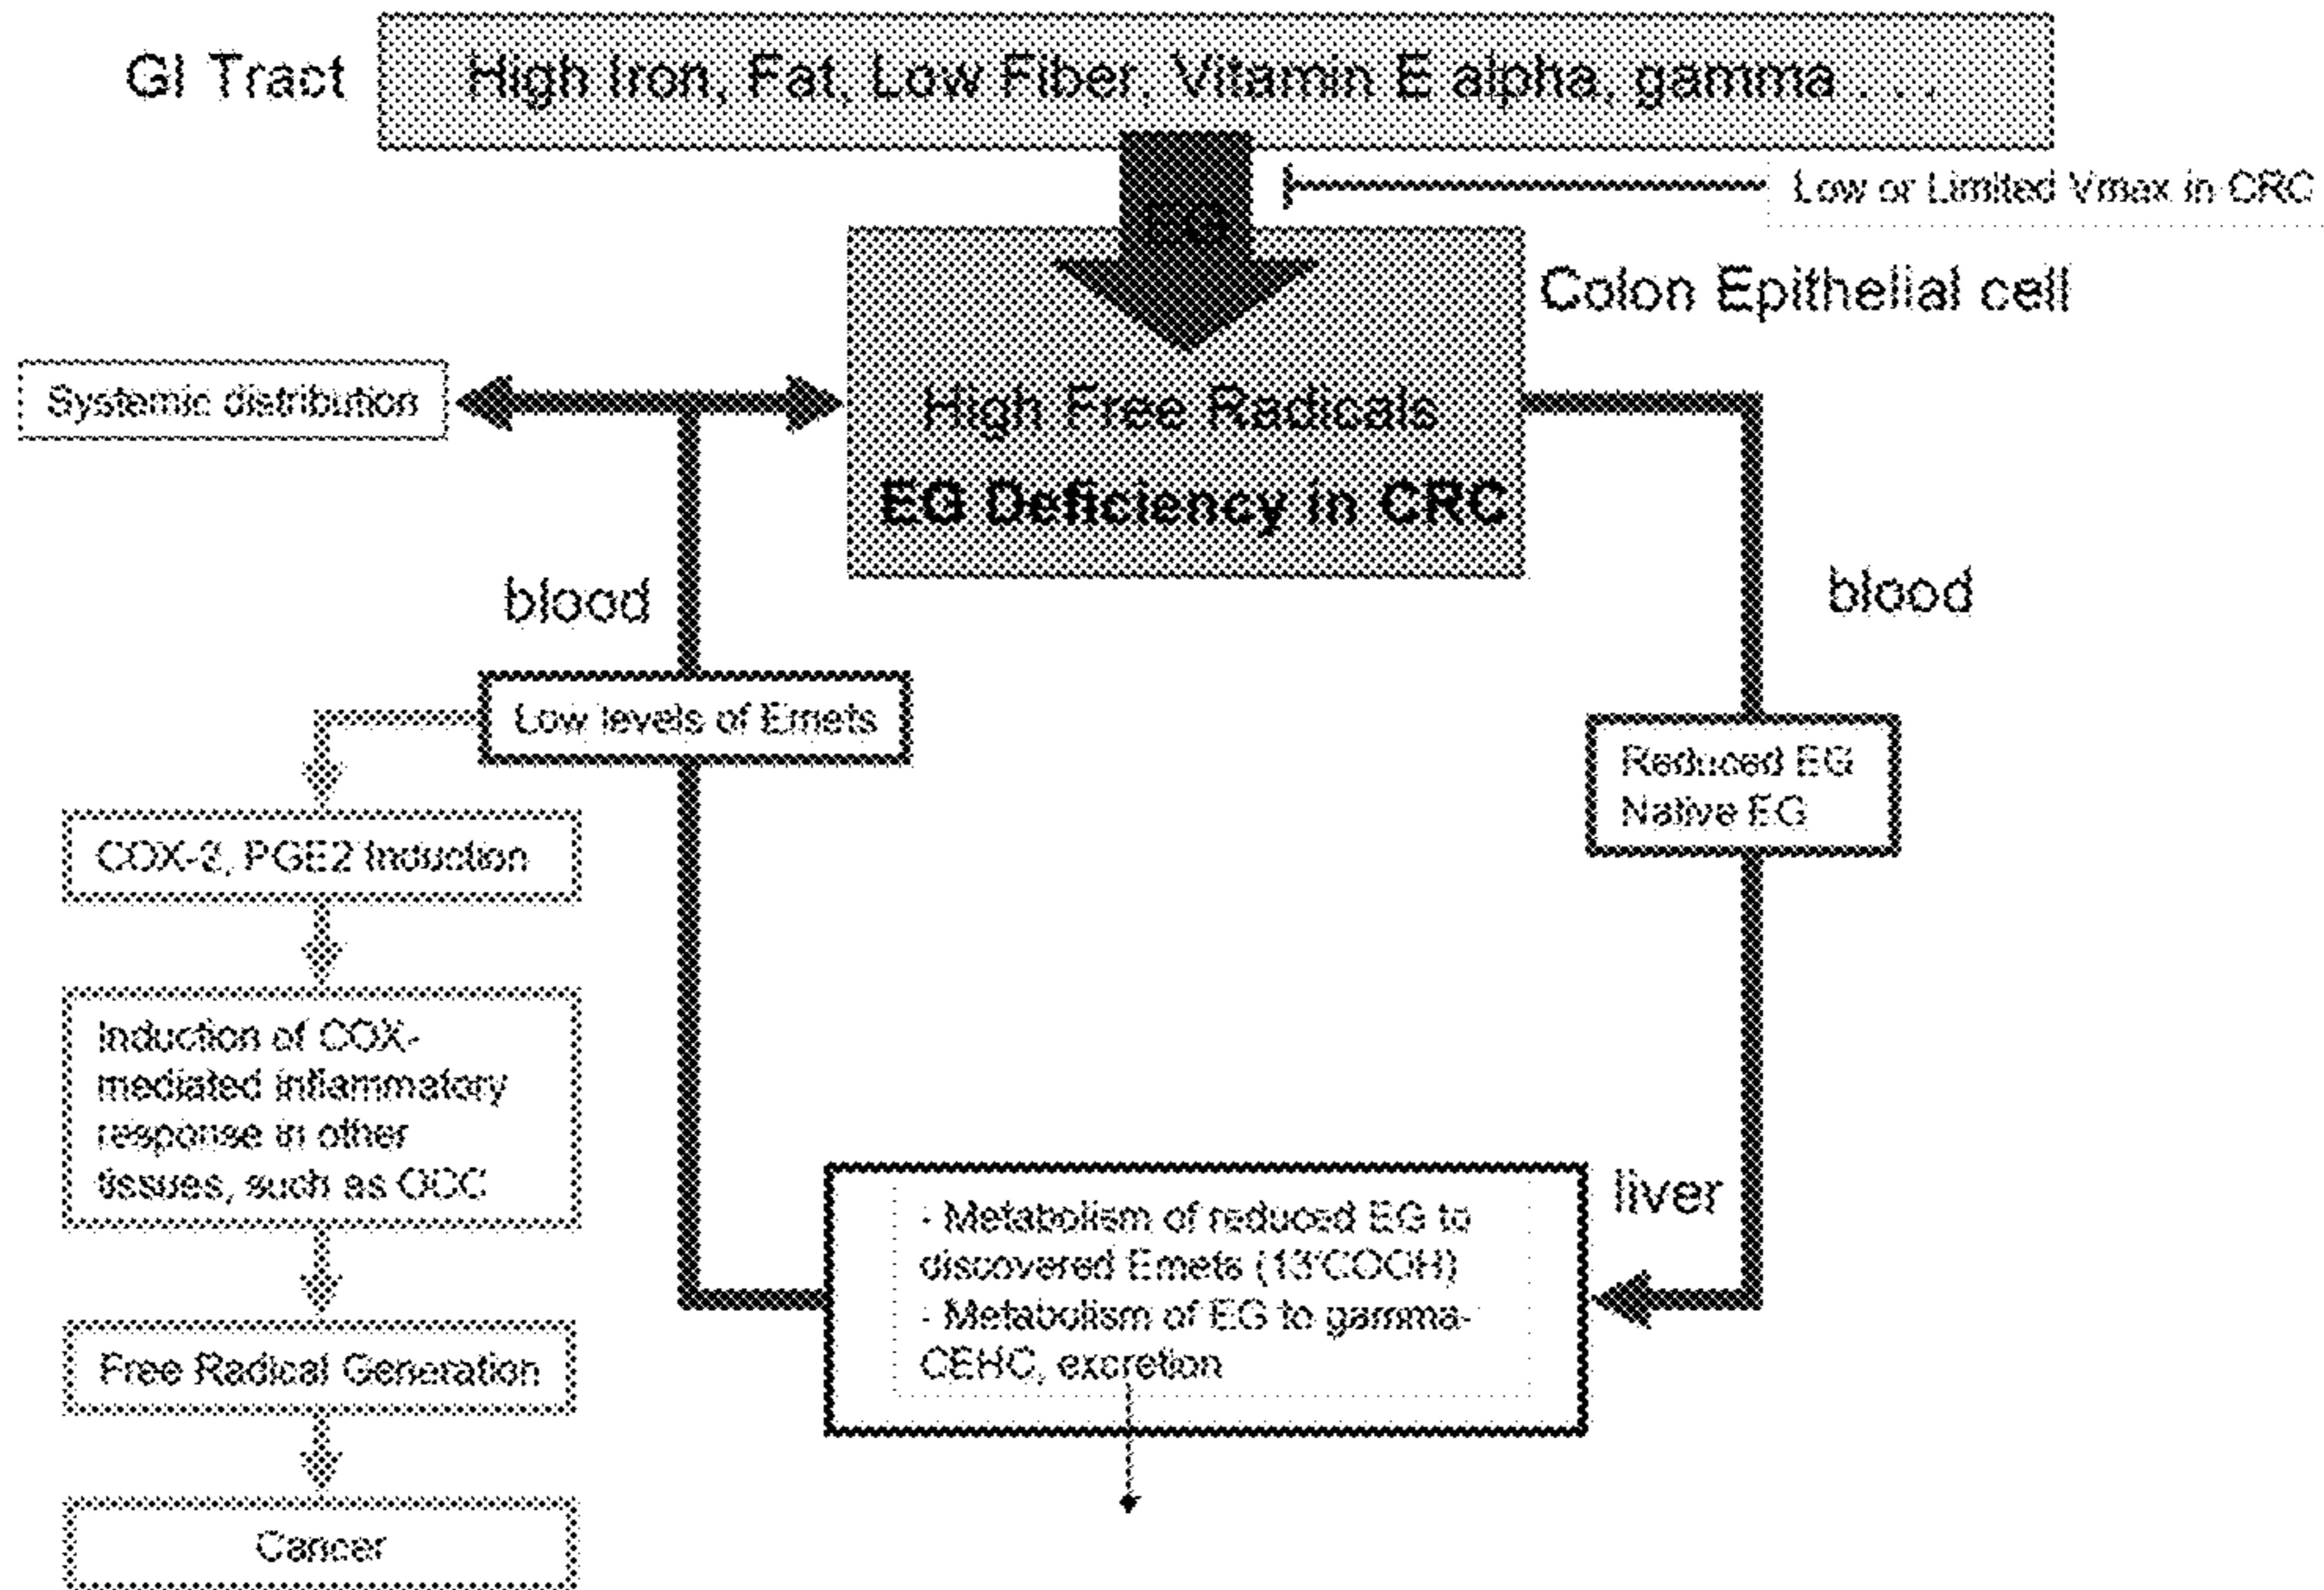 GI Tract
High Iron, Fat, Low Fiber, Vitamin E alpha, gamma . . .
Low or Limited Vmax in CRC
EG
Colon Epithelial cell
Systemic distribution
High Free Radicals
EG Deficiency in CRC
blood
blood
Low levels of Emets
Reduced EG
Native EG
COX-2, PGE2 Induction
Induction of COX-
mediated inflammatory
response in other
tissues, such as OCC
liver
- Metabolism of reduced EG to
discovered Emets (13'COOH)
- Metabolism of EG to gamma-
CEHC, excretion
Free Radical Generation
Cancer